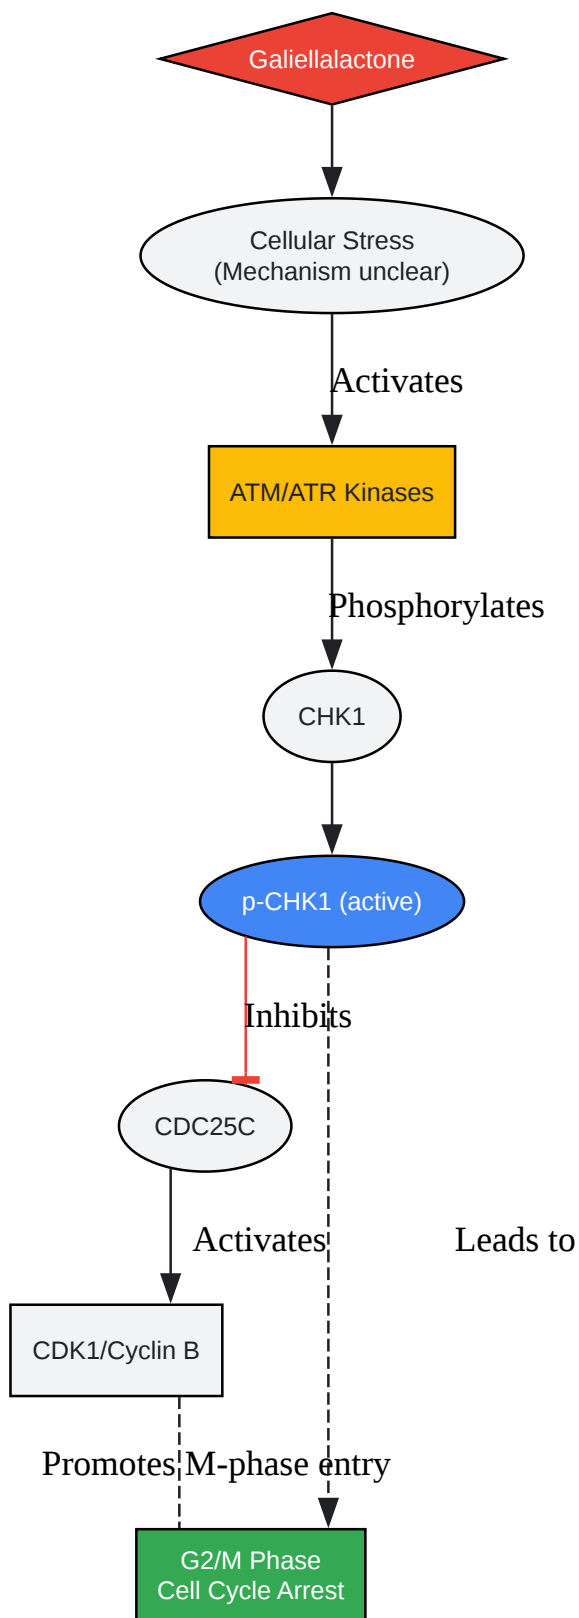 Galiellalactone
Cellular Stress
(Mechanism unclear)
Activates
ATM/ATR Kinases
Phosphorylates
CHK1
p-CHK1 (active)
Inhibits
CDC25C
Activates
Leads to
CDK1/Cyclin B
Promotes M-phase entry
G2/M Phase
Cell Cycle Arrest